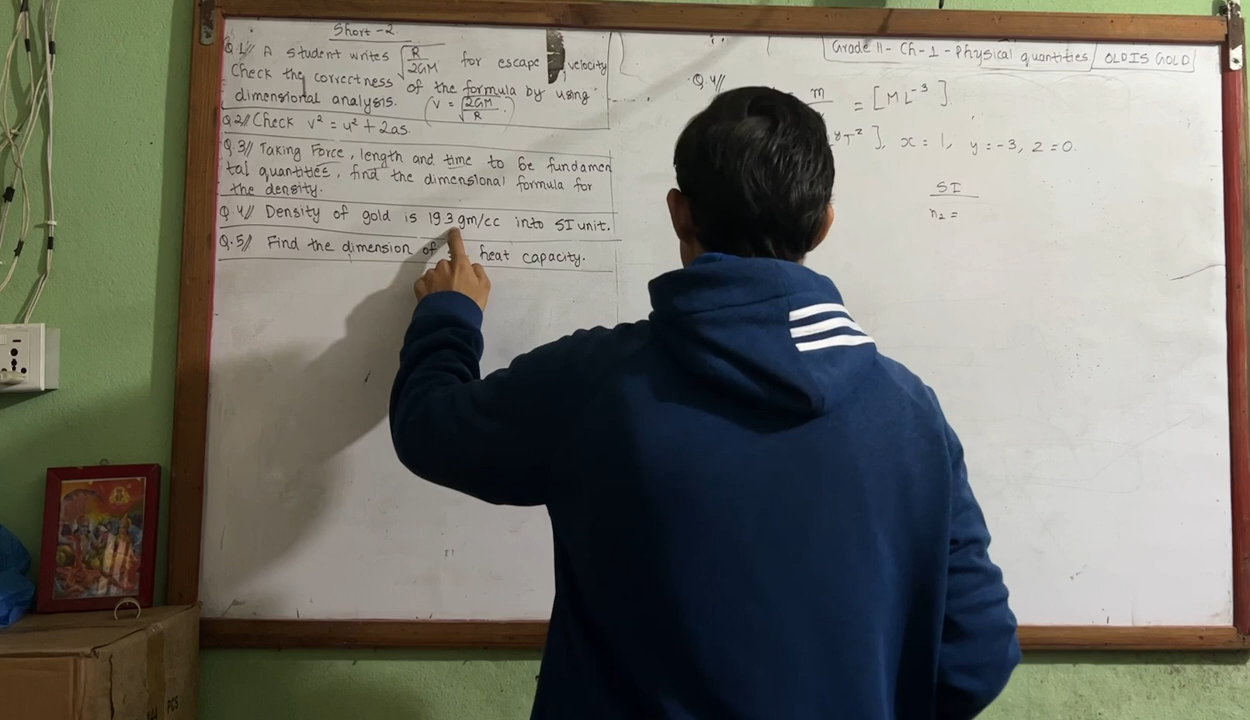 Short-2
Q.1// A student writes √R/2GM for escape velocity
Check the correctness of the formula by using
dimensional analysis. (V = √2GM/R.)
Q.2// Check v² = u² + 2as
Q.3// Taking Force, length and time to be fundamen
tal quantities, find the dimensional formula for
the density.
Q.4// Density of gold is 19.3 gm/cc into SI unit.
Q.5// Find the dimension of heat capacity.
Grade 11- Ch-1- Physical quantities / OLD IS GOLD
Q.4//
m = [ML⁻³].
T^z], x = 1, y = -3, z = 0.
SI
n₂ =